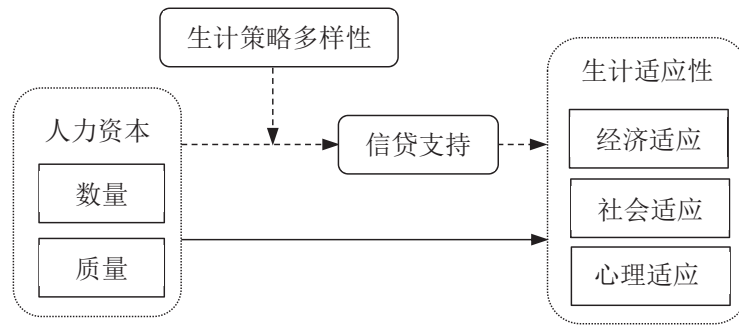 生计策略多样性
生计适应性
人力资本
信贷支持
经济适应
数量
社会适应
质量
心理适应